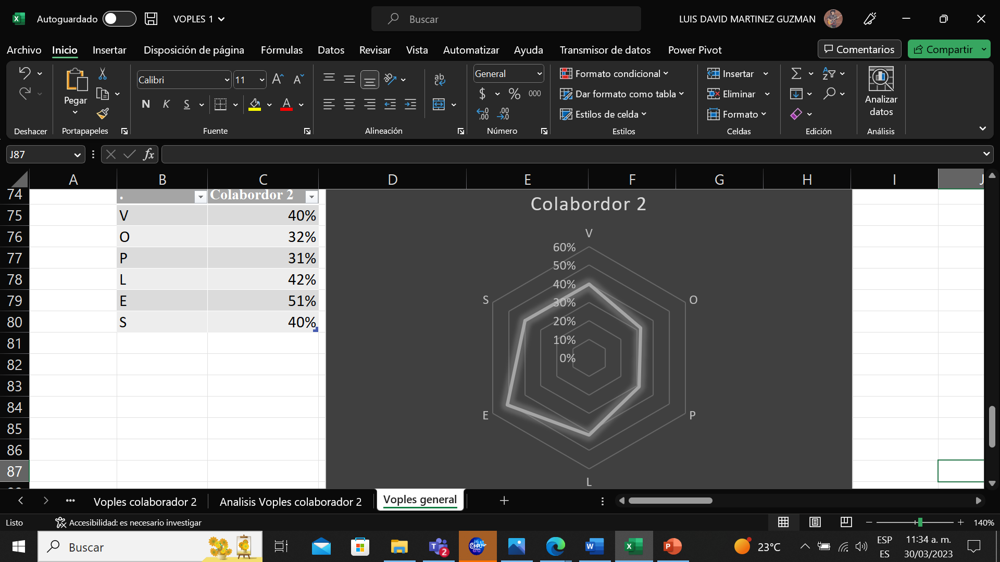 Autoguardado VOPLES 1 Buscar LUIS DAVID MARTINEZ GUZMAN
Archivo Inicio Insertar Disposición de página Fórmulas Datos Revisar Vista Automatizar Ayuda Transmisor de datos Power Pivot Comentarios Compartir
Pegar Calibri 11 N K S General $ % 000 Formato condicional Dar formato como tabla Estilos de celda Insertar Eliminar Formato Analizar datos
Deshacer Portapapeles Fuente Alineación Número Estilos Celdas Edición Análisis
J87 fx
A B C D E F G H I J
74 . Colabordor 2
75 V 40%
76 O 32%
77 P 31%
78 L 42%
79 E 51%
80 S 40%
81
82
83
84
85
86
87
Colabordor 2
V
60%
50%
40%
30%
20%
10%
0%
S O
E P
L
Voples colaborador 2 Analisis Voples colaborador 2 Voples general
Listo Accesibilidad: es necesario investigar 140%
Buscar 23°C ESP 11:34 a. m.
ES 30/03/2023